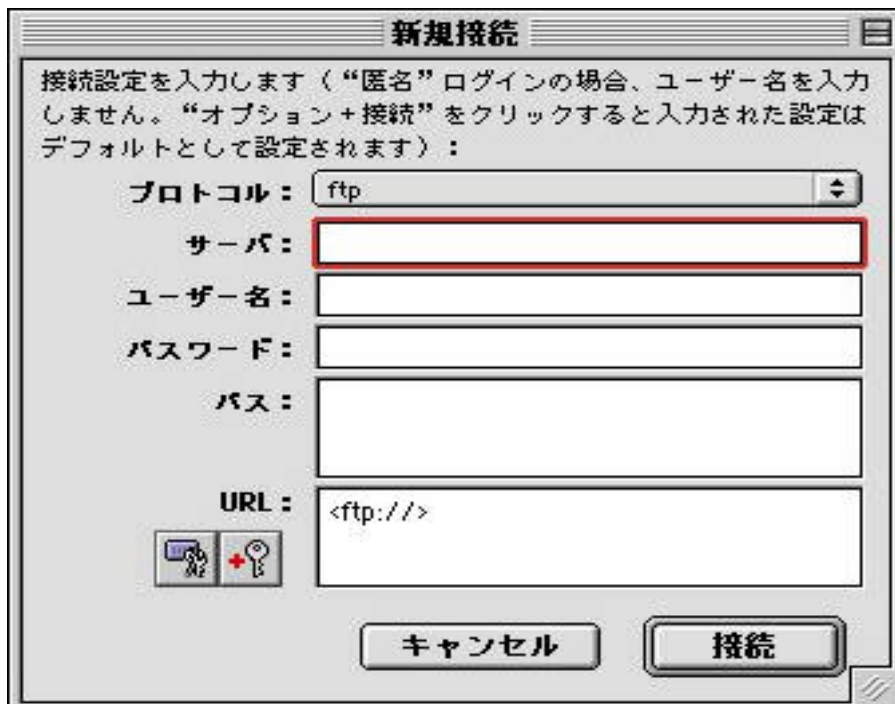 新規接続
接続設定を入力します（“匿名”ログインの場合、ユーザー名を入力
しません。“オプション+接続”をクリックすると入力された設定は
デフォルトとして設定されます）：
プロトコル： ftp
サーバ：
ユーザー名：
パスワード：
パス：
URL： <ftp://>
キャンセル 接続